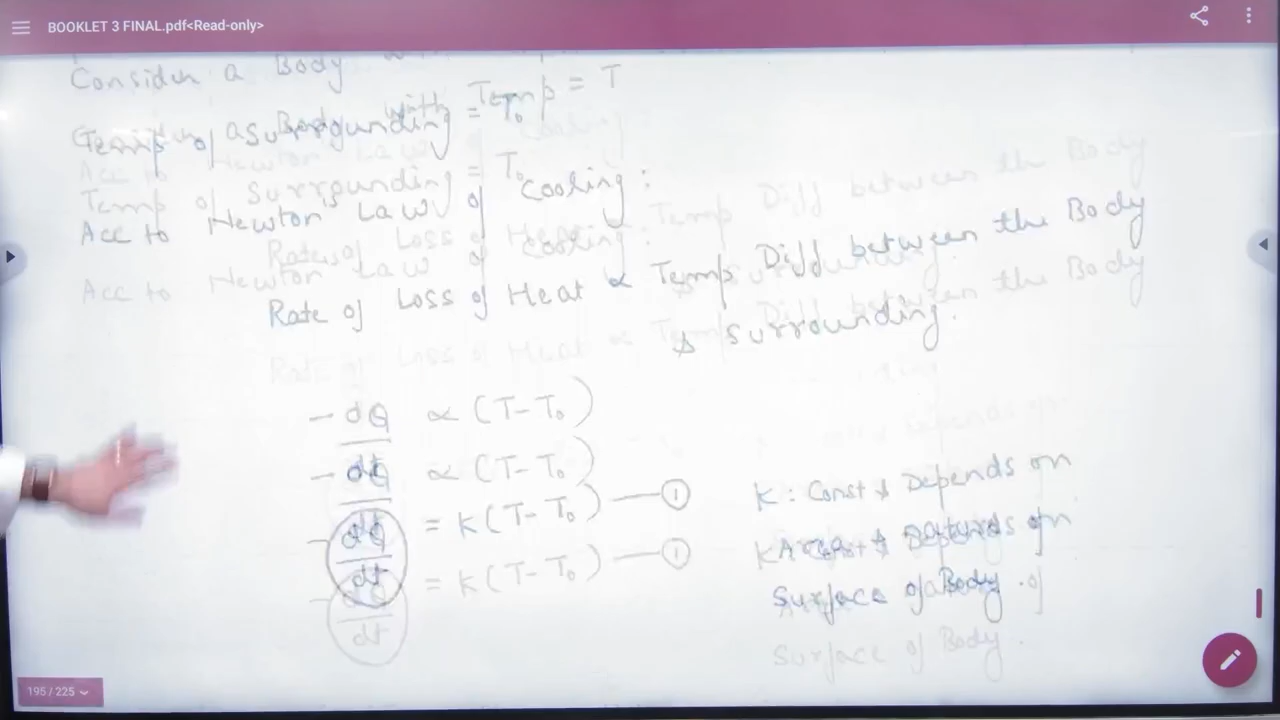 BOOKLET 3 FINAL.pdf<Read-only>
Consider a Body with Temp = T
Temp of Surrounding = T₀
Acc to Newton Law of Cooling:
Rate of Loss of Heat ∝ Temp Diff between the Body
& surrounding.
- dQ/dt ∝ (T-T₀)
- dQ/dt = K(T-T₀) —①
K: Const & Depends on
Area & nature of
Surface of Body.
195 / 225